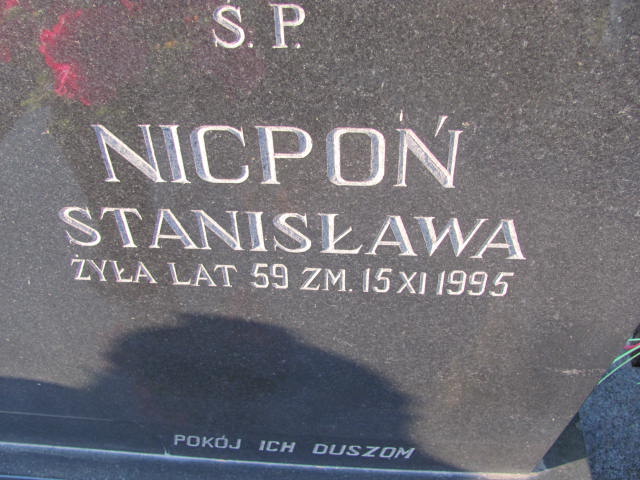 Ś.P.
NICPOŃ
STANISŁAWA
ŻYŁA LAT 59 ZM. 15 XI 1995
POKÓJ ICH DUSZOM